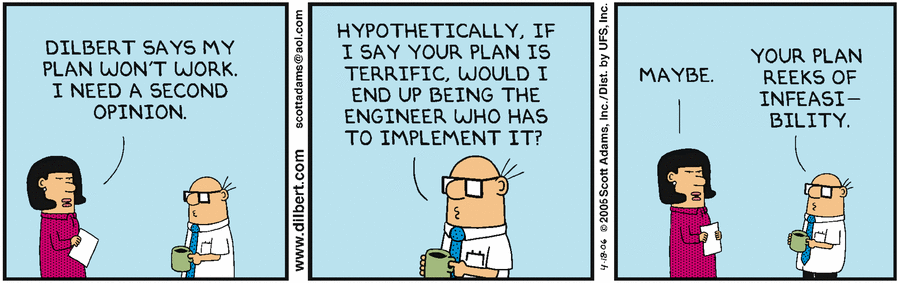 DILBERT SAYS MY
PLAN WON'T WORK.
I NEED A SECOND
OPINION.
www.dilbert.com
scottadams@aol.com
HYPOTHETICALLY, IF
I SAY YOUR PLAN IS
TERRIFIC, WOULD I
END UP BEING THE
ENGINEER WHO HAS
TO IMPLEMENT IT?
4-19-06 ©2005 Scott Adams, Inc./Dist. by UFS, Inc.
MAYBE.
YOUR PLAN
REEKS OF
INFEASI–
BILITY.